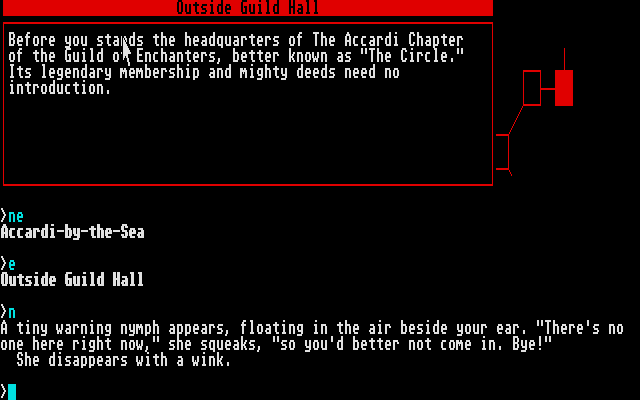 Outside Guild Hall
Before you stands the headquarters of The Accardi Chapter
of the Guild of Enchanters, better known as "The Circle."
Its legendary membership and mighty deeds need no
introduction.
>ne
Accardi-by-the-Sea
>e
Outside Guild Hall
>n
A tiny warning nymph appears, floating in the air beside your ear. "There's no
one here right now," she squeaks, "so you'd better not come in. Bye!"
She disappears with a wink.
>